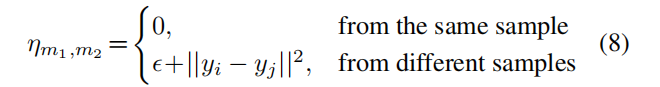 η_{m_1,m_2} = { 0, from the same sample
ϵ+||y_i − y_j||^2, from different samples (8)